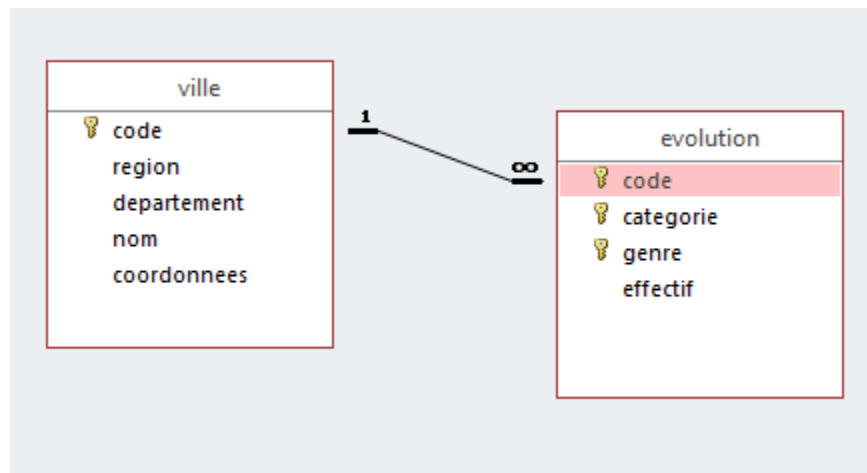 ville
code
region
departement
nom
coordonnees
1
∞
evolution
code
categorie
genre
effectif